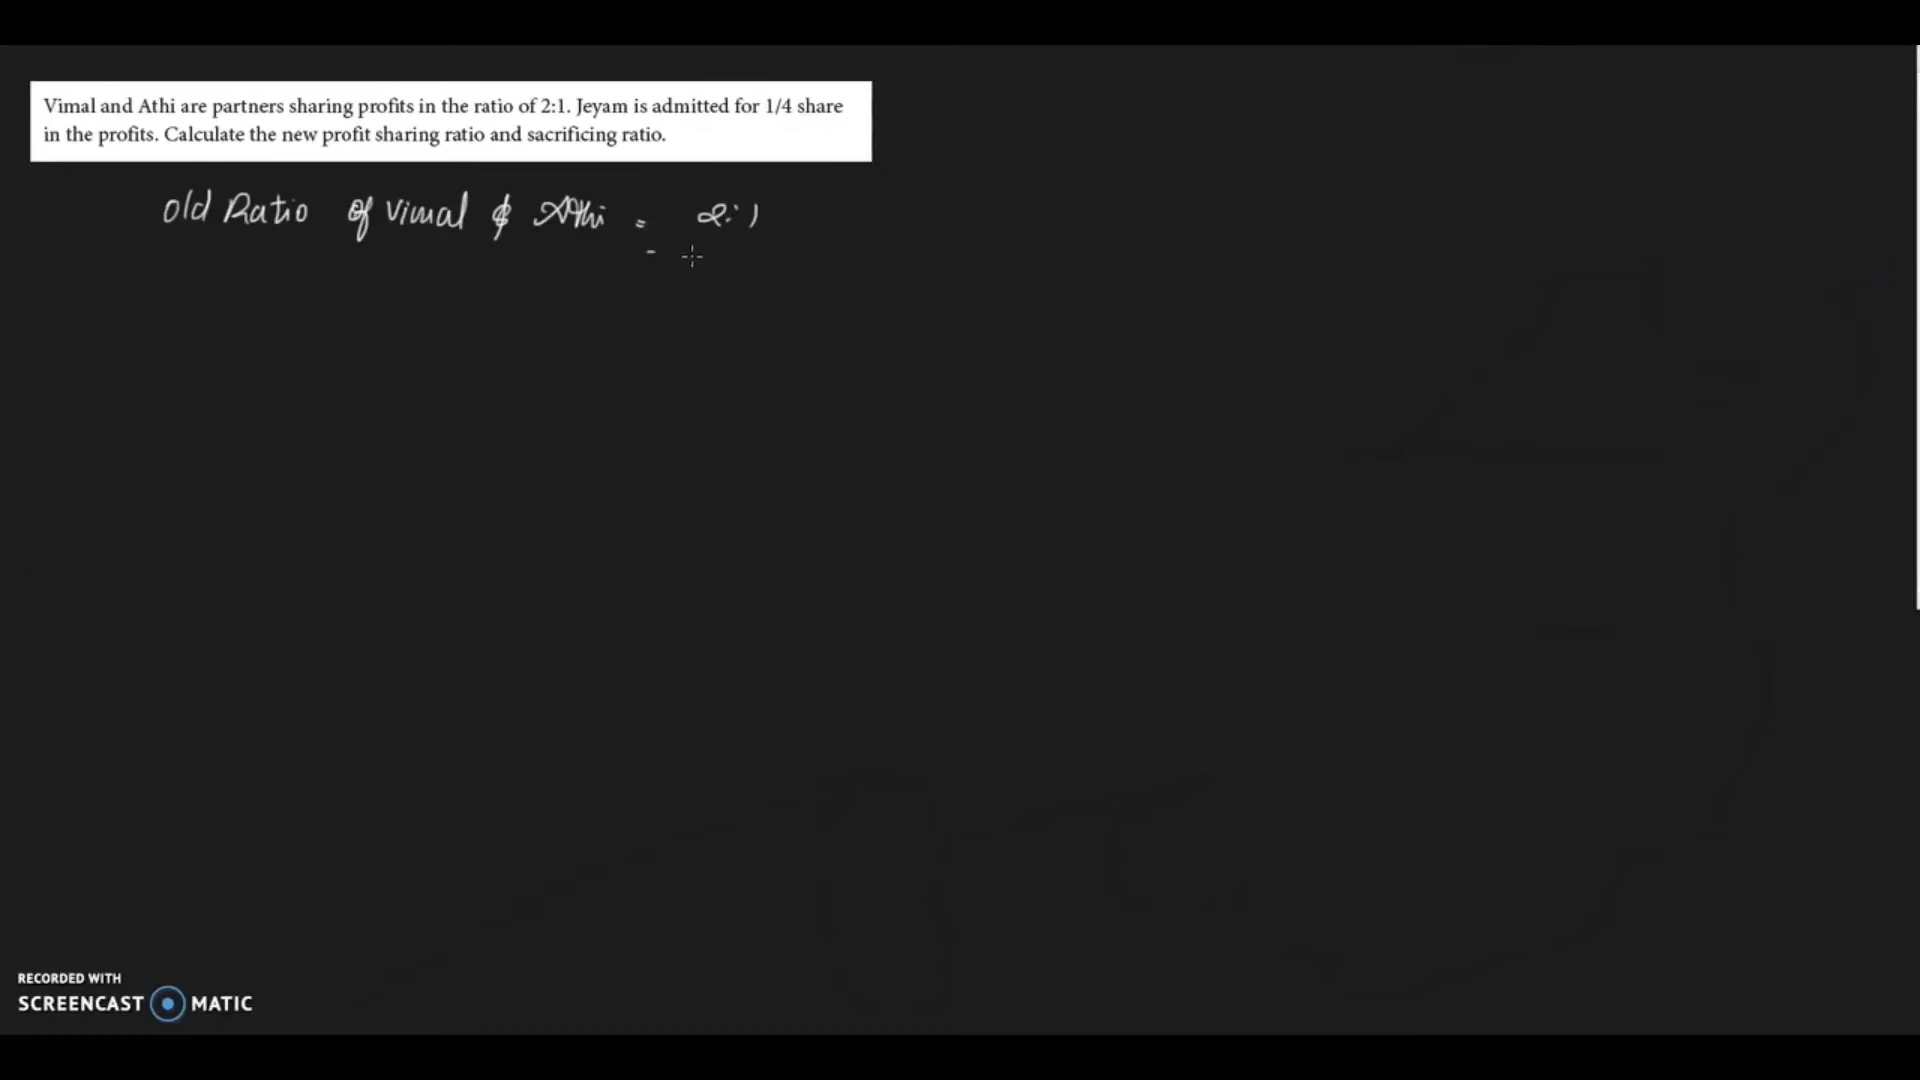 Vimal and Athi are partners sharing profits in the ratio of 2:1. Jeyam is admitted for 1/4 share
in the profits. Calculate the new profit sharing ratio and sacrificing ratio.
old Ratio of Vimal & Athi = 2:1
RECORDED WITH
SCREENCAST MATIC